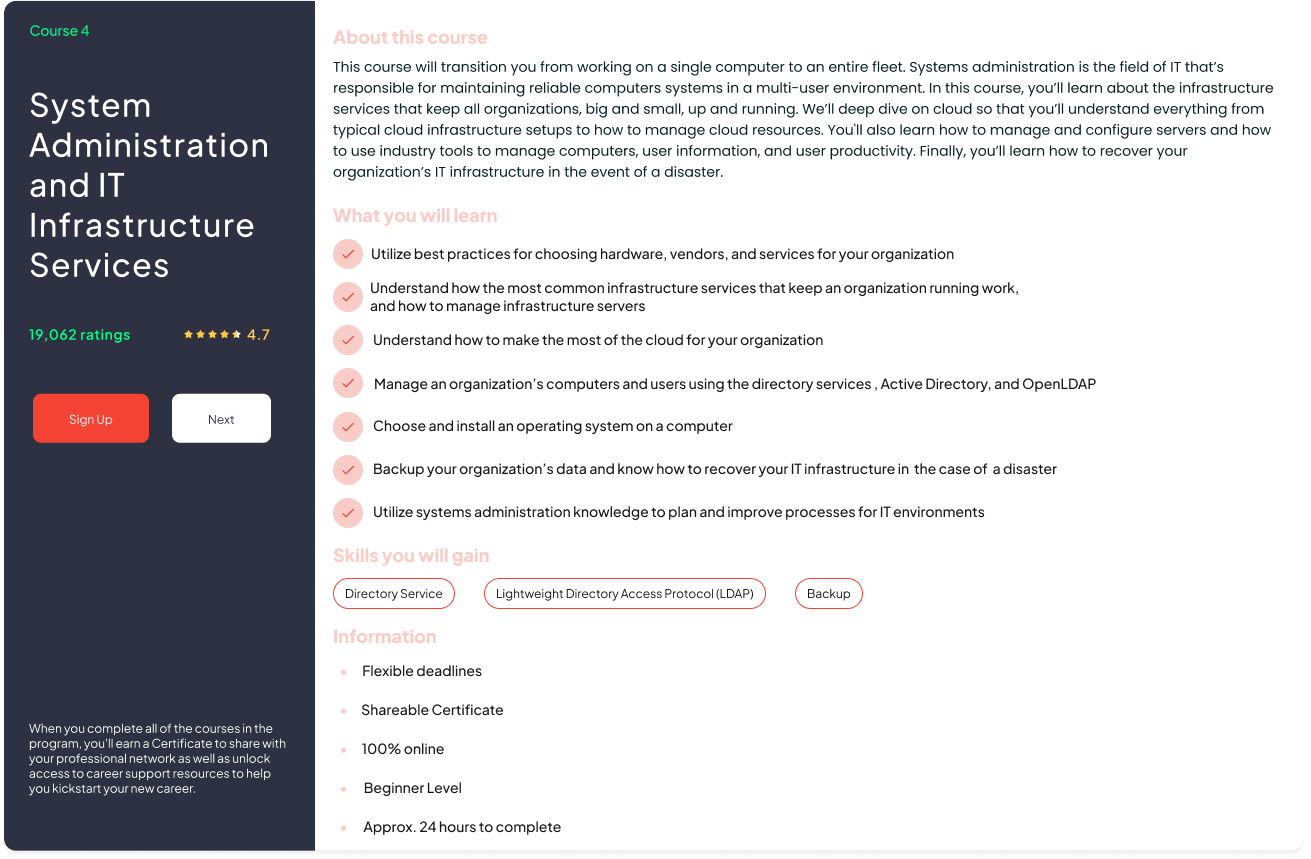 Course 4
System
Administration
and IT
Infrastructure
Services
19,062 ratings
4.7
Sign Up
Next
When you complete all of the courses in the
program, you'll earn a Certificate to share with
your professional network as well as unlock
access to career support resources to help
you kickstart your new career.
About this course
This course will transition you from working on a single computer to an entire fleet. Systems administration is the field of IT that’s
responsible for maintaining reliable computers systems in a multi-user environment. In this course, you’ll learn about the infrastructure
services that keep all organizations, big and small, up and running. We’ll deep dive on cloud so that you’ll understand everything from
typical cloud infrastructure setups to how to manage cloud resources. You'll also learn how to manage and configure servers and how
to use industry tools to manage computers, user information, and user productivity. Finally, you’ll learn how to recover your
organization’s IT infrastructure in the event of a disaster.
What you will learn
Utilize best practices for choosing hardware, vendors, and services for your organization
Understand how the most common infrastructure services that keep an organization running work,
and how to manage infrastructure servers
Understand how to make the most of the cloud for your organization
Manage an organization’s computers and users using the directory services , Active Directory, and OpenLDAP
Choose and install an operating system on a computer
Backup your organization’s data and know how to recover your IT infrastructure in the case of a disaster
Utilize systems administration knowledge to plan and improve processes for IT environments
Skills you will gain
Directory Service
Lightweight Directory Access Protocol (LDAP)
Backup
Information
Flexible deadlines
Shareable Certificate
100% online
Beginner Level
Approx. 24 hours to complete